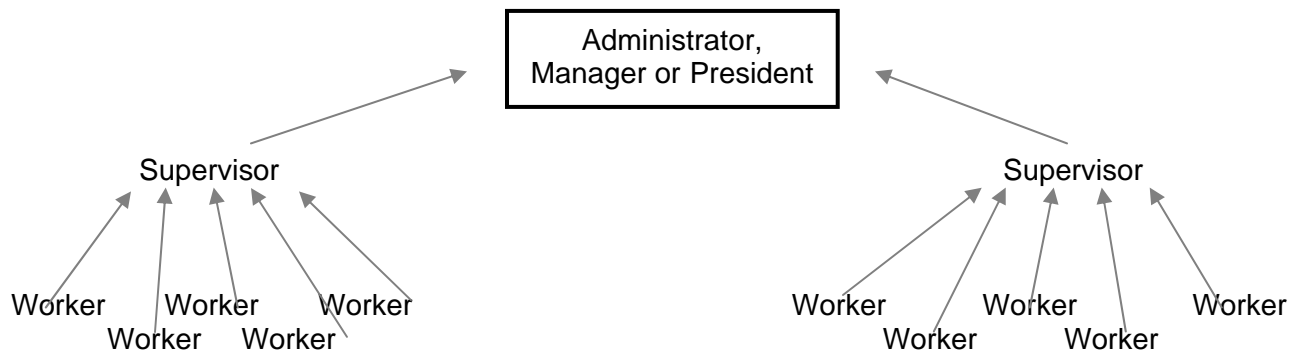 Administrator,
Manager or President
Supervisor Supervisor
Worker Worker Worker Worker Worker Worker
Worker Worker Worker Worker